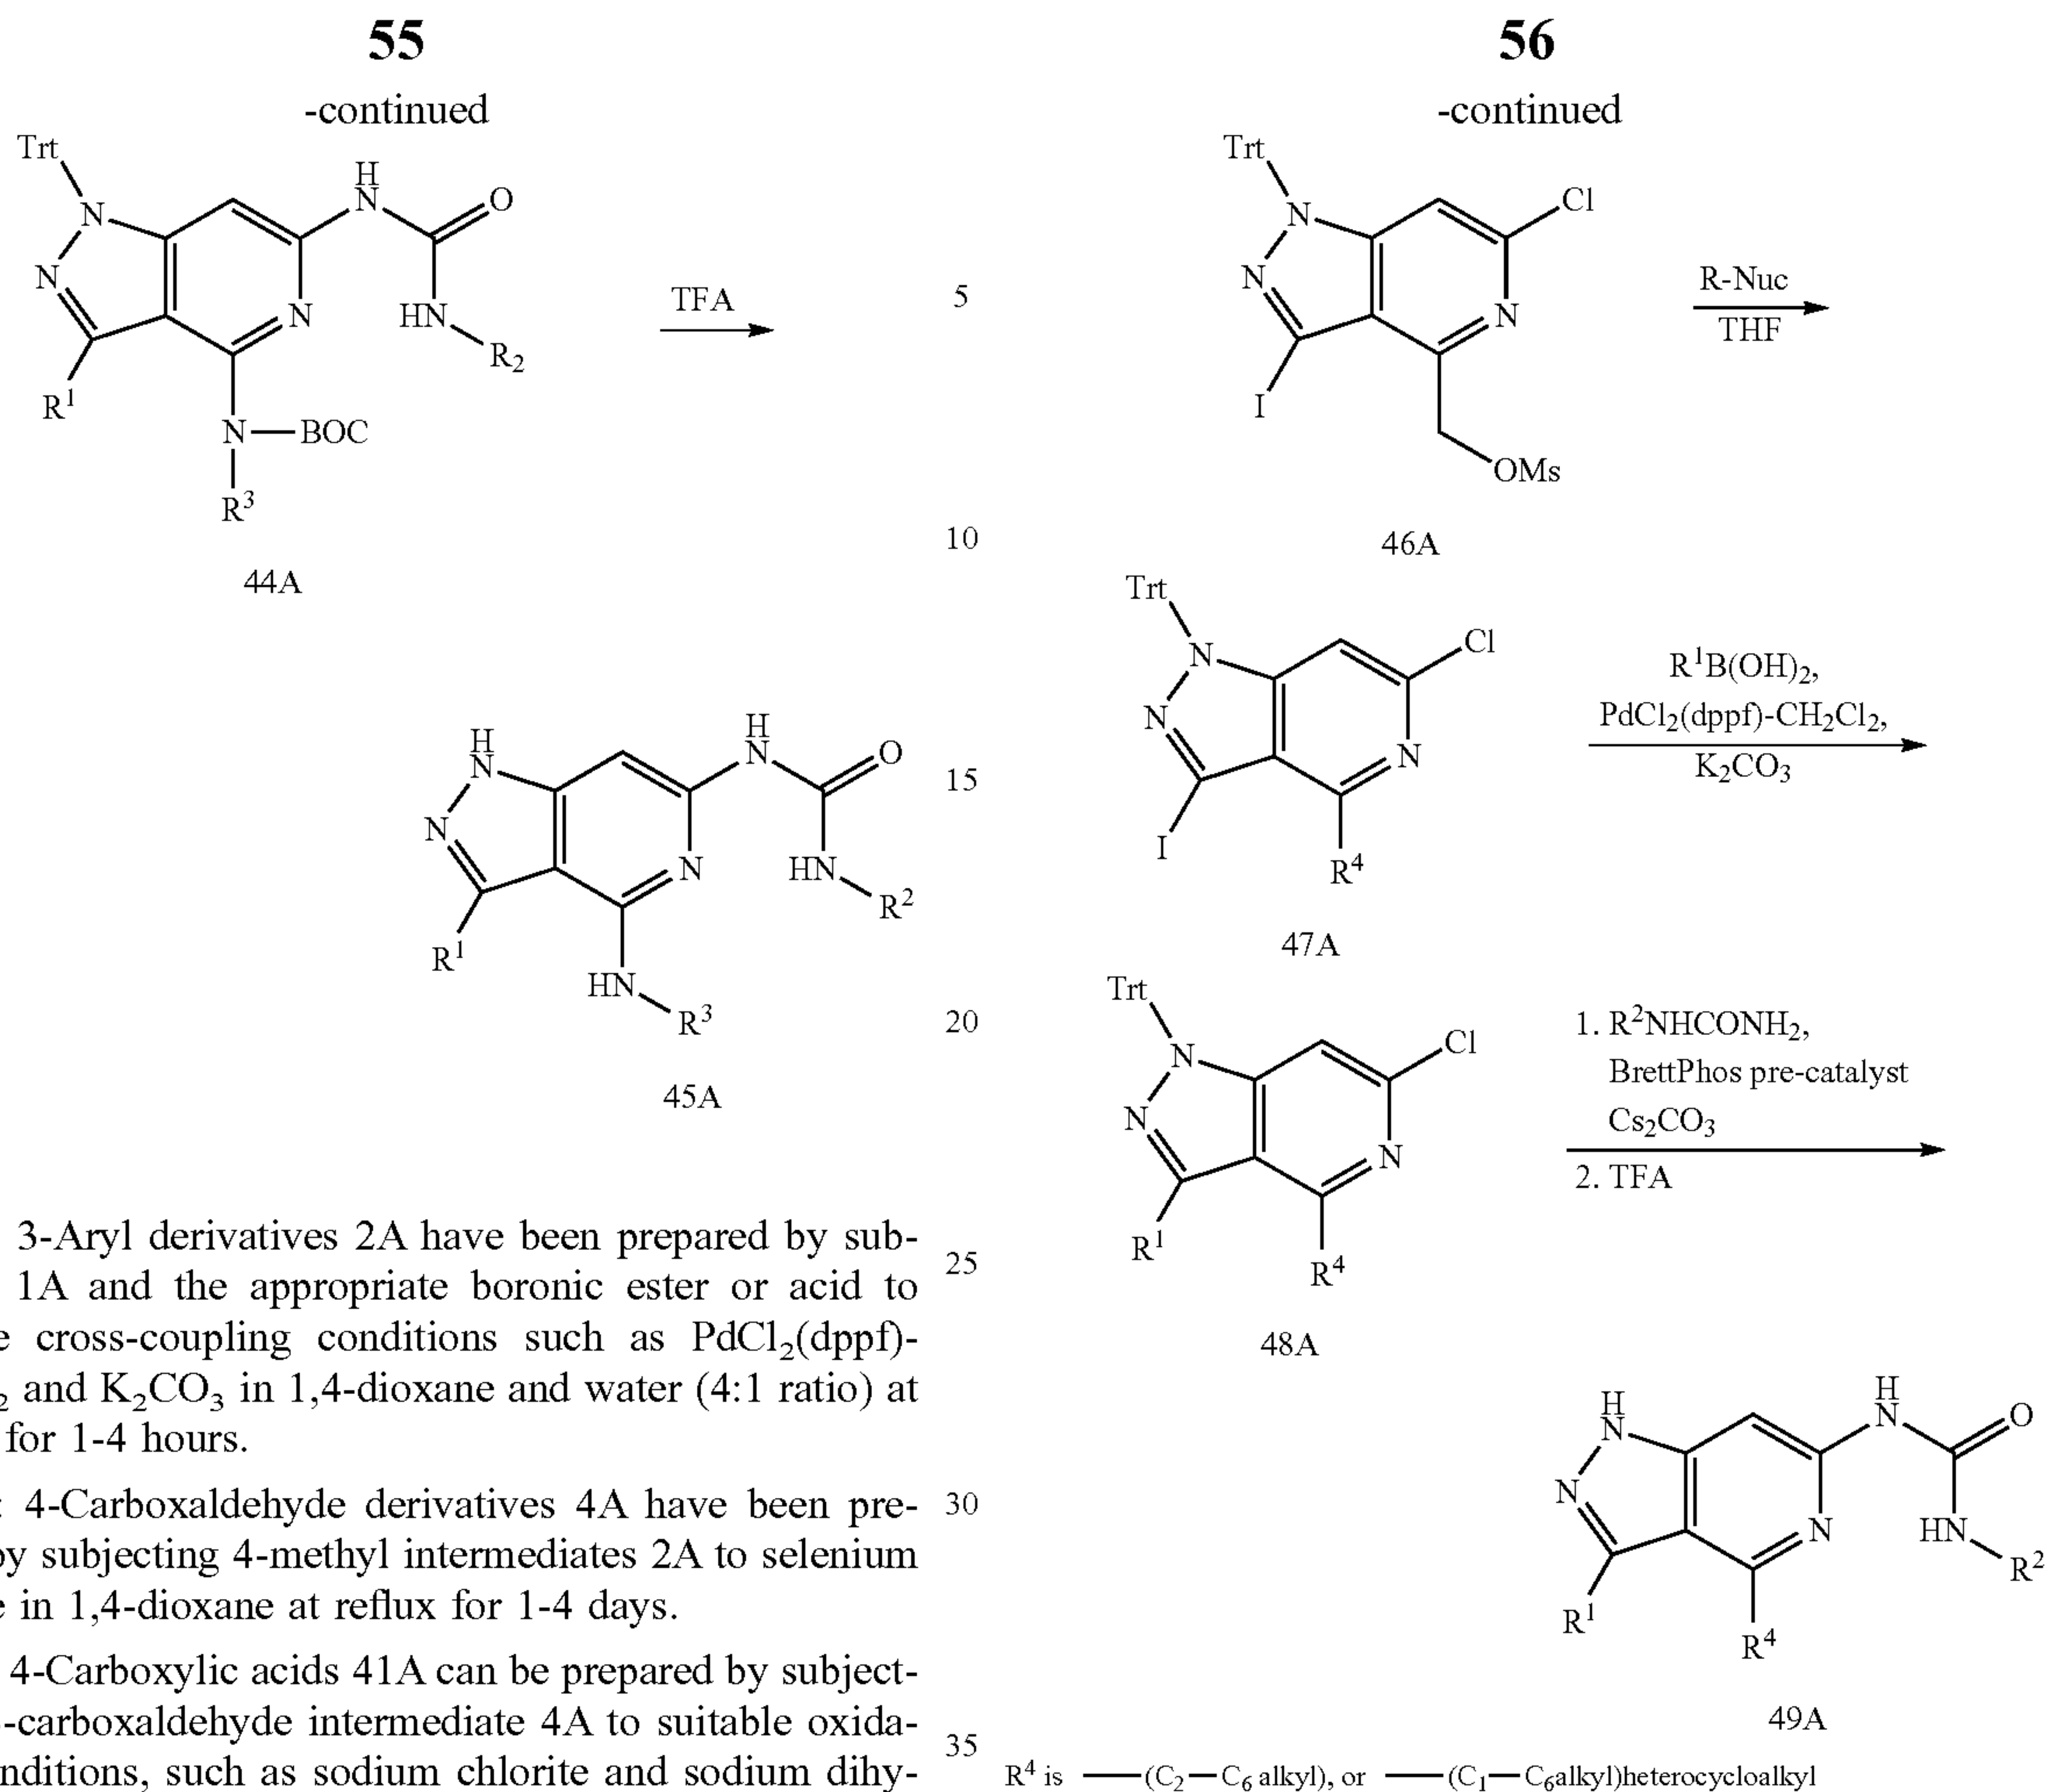 55
-continued
Trt
N
N
R¹
N
H
N
O
HN
R₂
N—BOC
R³
44A
TFA
H
N
N
R¹
N
H
N
O
HN
R²
HN
R³
45A
3-Aryl derivatives 2A have been prepared by sub-
1A and the appropriate boronic ester or acid to
cross-coupling conditions such as PdCl₂(dppf)-
₂ and K₂CO₃ in 1,4-dioxane and water (4:1 ratio) at
for 1-4 hours.
: 4-Carboxaldehyde derivatives 4A have been pre-
by subjecting 4-methyl intermediates 2A to selenium
in 1,4-dioxane at reflux for 1-4 days.
4-Carboxylic acids 41A can be prepared by subject-
-carboxaldehyde intermediate 4A to suitable oxida-
nditions, such as sodium chlorite and sodium dihy-
5
10
15
20
25
30
35
56
-continued
Trt
N
N
I
N
Cl
OMs
46A
R-Nuc
THF
Trt
N
N
I
N
Cl
R⁴
47A
R¹B(OH)₂,
PdCl₂(dppf)-CH₂Cl₂,
K₂CO₃
Trt
N
N
R¹
N
Cl
R⁴
48A
1. R²NHCONH₂,
BrettPhos pre-catalyst
Cs₂CO₃
2. TFA
H
N
N
R¹
N
H
N
O
HN
R²
R⁴
49A
R⁴ is —(C₂—C₆ alkyl), or —(C₁—C₆alkyl)heterocycloalkyl